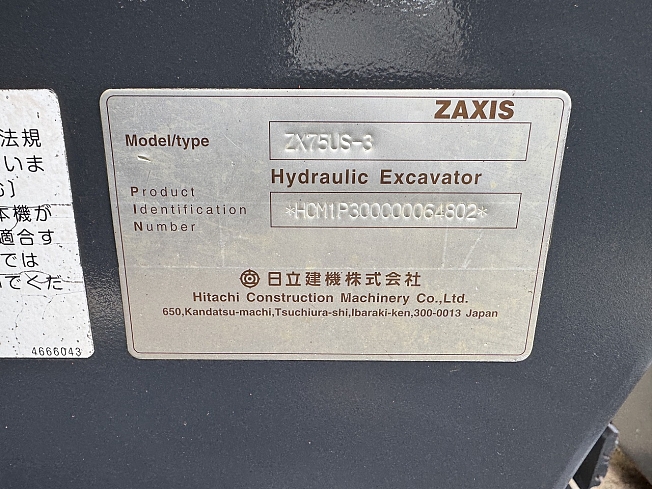 法規
いま
本機が
適合す
では
いでくだ
4666043
ZAXIS
Model/type ZX75US-3
Hydraulic Excavator
Product
Identification
Number
*HCM1P300C00064802*
日立建機株式会社
Hitachi Construction Machinery Co.,Ltd.
650,Kandatsu-machi,Tsuchiura-shi,Ibaraki-ken,300-0013 Japan